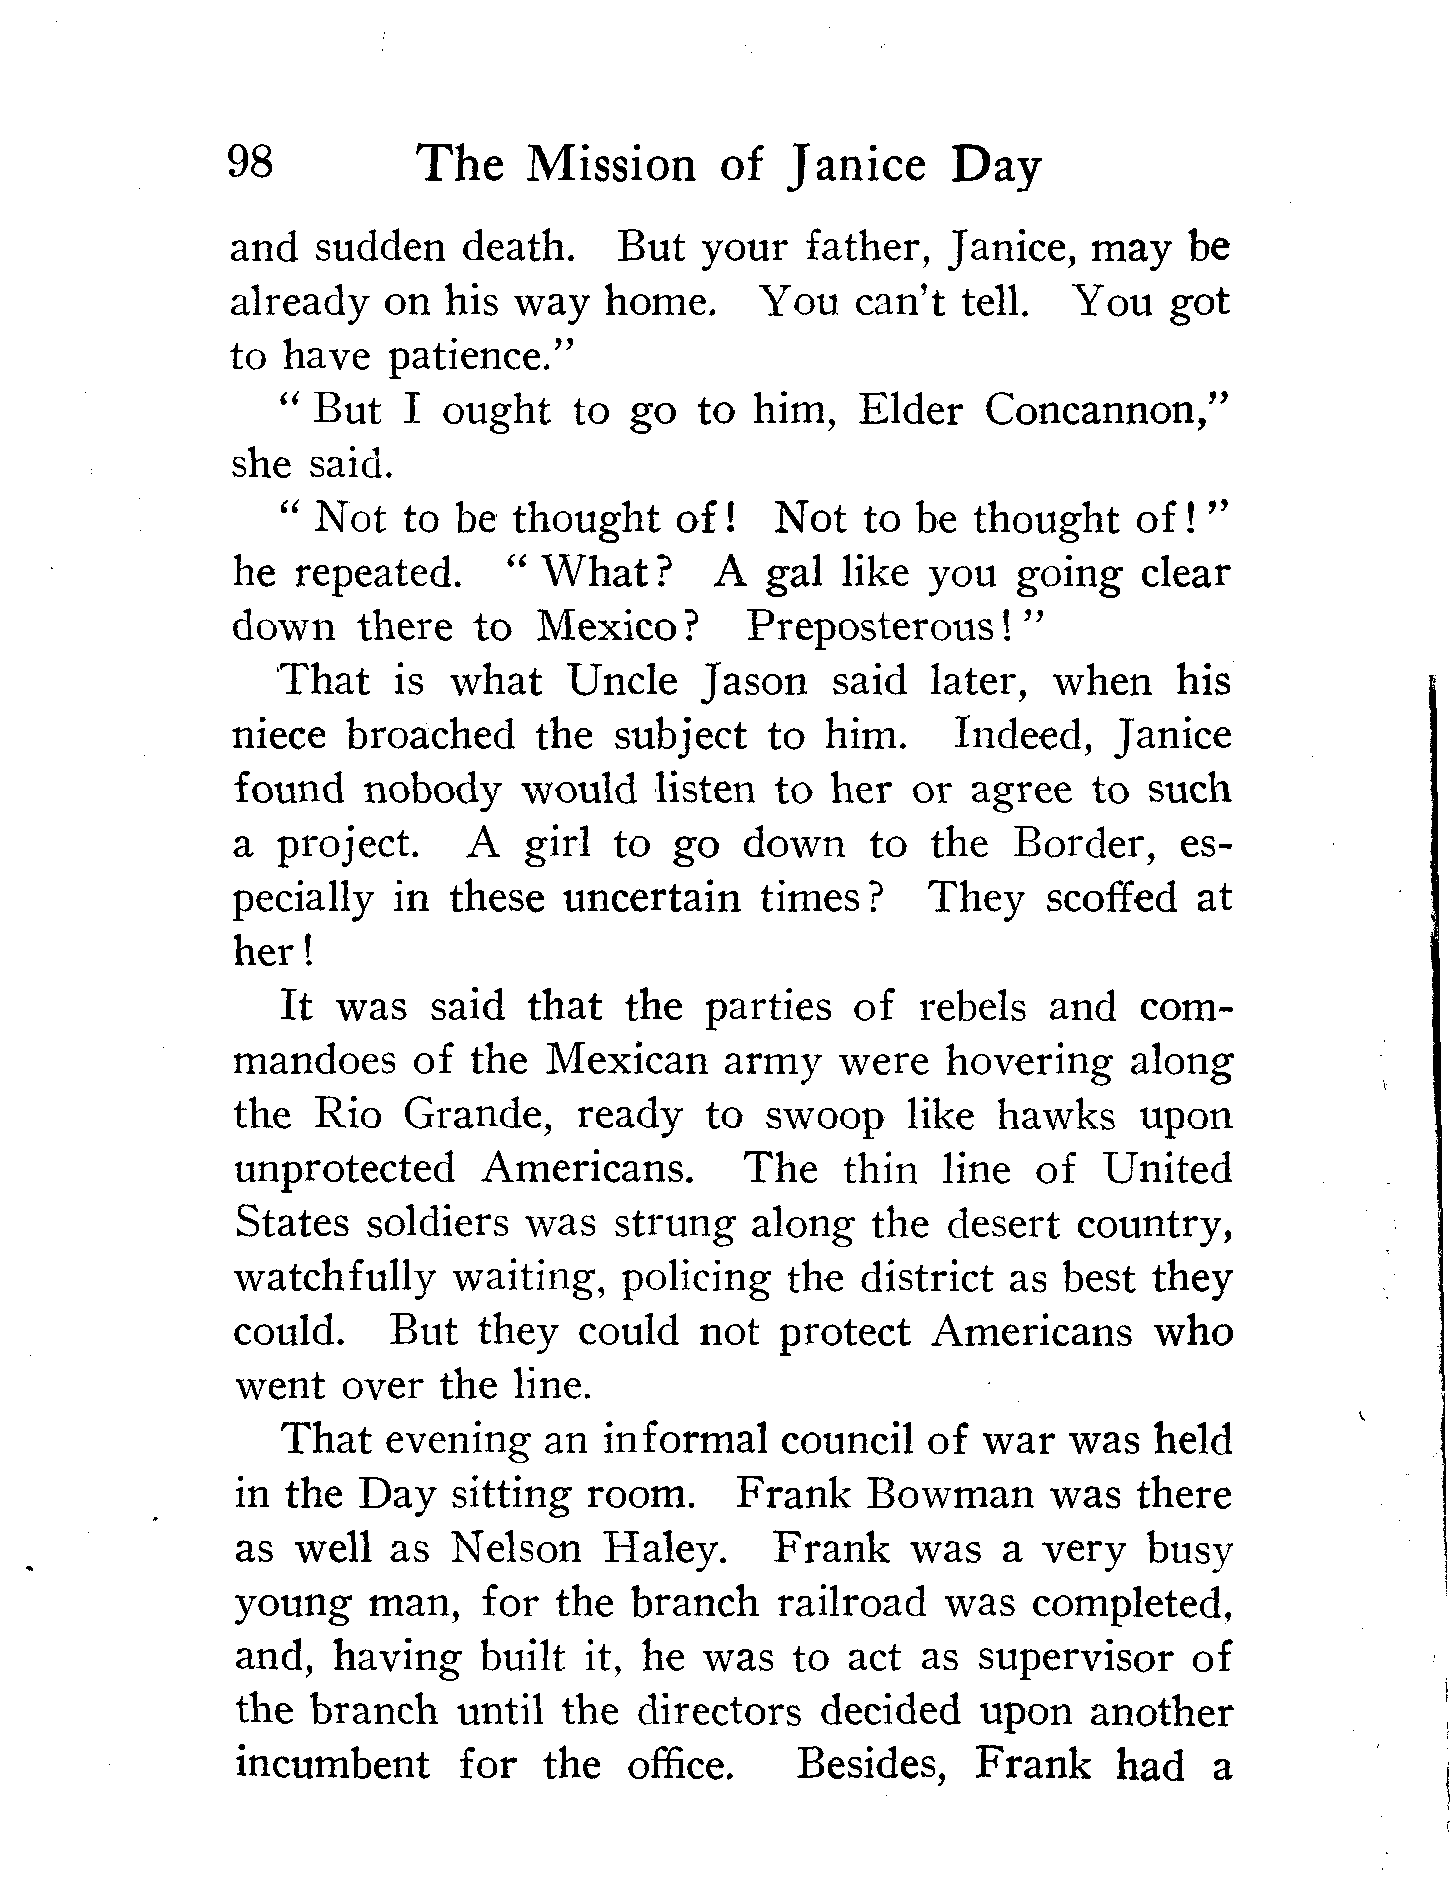 98 The Mission of Janice Day
and sudden death. But your father, Janice, may be
already on his way home. You can't tell. You got
to have patience."
" But I ought to go to him, Elder Concannon,"
she said.
" Not to be thought of! Not to be thought of! "
he repeated. " What? A gal like you going clear
down there to Mexico? Preposterous! "
That is what Uncle Jason said later, when his
niece broached the subject to him. Indeed, Janice
found nobody would listen to her or agree to such
a project. A girl to go down to the Border, es-
pecially in these uncertain times? They scoffed at
her!
It was said that the parties of rebels and com-
mandoes of the Mexican army were hovering along
the Rio Grande, ready to swoop like hawks upon
unprotected Americans. The thin line of United
States soldiers was strung along the desert country,
watchfully waiting, policing the district as best they
could. But they could not protect Americans who
went over the line.
That evening an informal council of war was held
in the Day sitting room. Frank Bowman was there
as well as Nelson Haley. Frank was a very busy
young man, for the branch railroad was completed,
and, having built it, he was to act as supervisor of
the branch until the directors decided upon another
incumbent for the office. Besides, Frank had a